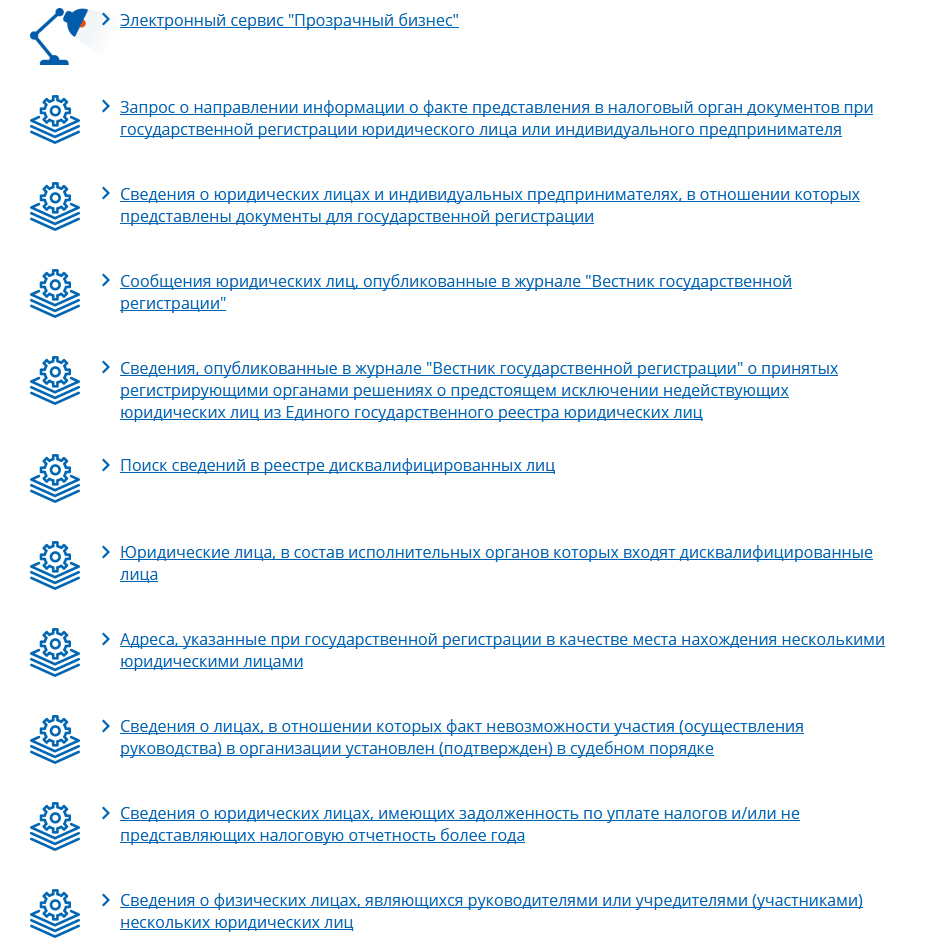 Электронный сервис "Прозрачный бизнес"
Запрос о направлении информации о факте представления в налоговый орган документов при
государственной регистрации юридического лица или индивидуального предпринимателя
Сведения о юридических лицах и индивидуальных предпринимателях, в отношении которых
представлены документы для государственной регистрации
Сообщения юридических лиц, опубликованные в журнале "Вестник государственной
регистрации"
Сведения, опубликованные в журнале "Вестник государственной регистрации" о принятых
регистрирующими органами решениях о предстоящем исключении недействующих
юридических лиц из Единого государственного реестра юридических лиц
Поиск сведений в реестре дисквалифицированных лиц
Юридические лица, в состав исполнительных органов которых входят дисквалифицированные
лица
Адреса, указанные при государственной регистрации в качестве места нахождения несколькими
юридическими лицами
Сведения о лицах, в отношении которых факт невозможности участия (осуществления
руководства) в организации установлен (подтвержден) в судебном порядке
Сведения о юридических лицах, имеющих задолженность по уплате налогов и/или не
представляющих налоговую отчетность более года
Сведения о физических лицах, являющихся руководителями или учредителями (участниками)
нескольких юридических лиц